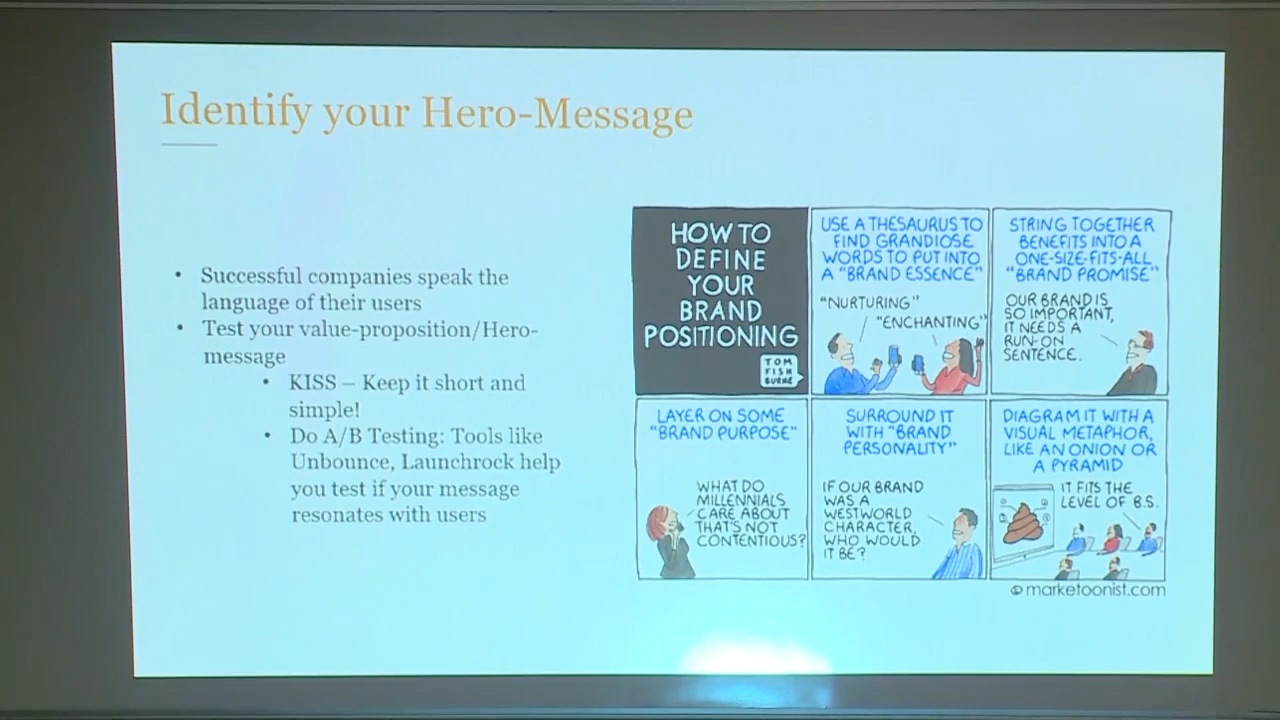 Identify your Hero-Message
• Successful companies speak the
language of their users
• Test your value-proposition/Hero-
message
• KISS – Keep it short and
simple!
• Do A/B Testing: Tools like
Unbounce, Launchrock help
you test if your message
resonates with users
HOW TO
DEFINE
YOUR
BRAND
POSITIONING
TOM
FISH
BURNE
USE A THESAURUS TO
FIND GRANDIOSE
WORDS TO PUT INTO
A "BRAND ESSENCE"
"NURTURING"
"ENCHANTING"
STRING TOGETHER
BENEFITS INTO A
ONE-SIZE-FITS-ALL
"BRAND PROMISE"
OUR BRAND IS
SO IMPORTANT,
IT NEEDS A
RUN-ON
SENTENCE.
LAYER ON SOME
"BRAND PURPOSE"
WHAT DO
MILLENNIALS
CARE ABOUT
THAT'S NOT
CONTENTIOUS?
SURROUND IT
WITH "BRAND
PERSONALITY"
IF OUR BRAND
WAS A
WESTWORLD
CHARACTER,
WHO WOULD
IT BE?
DIAGRAM IT WITH A
VISUAL METAPHOR,
LIKE AN ONION OR
A PYRAMID
IT FITS THE
LEVEL OF B.S.
© marketoonist.com